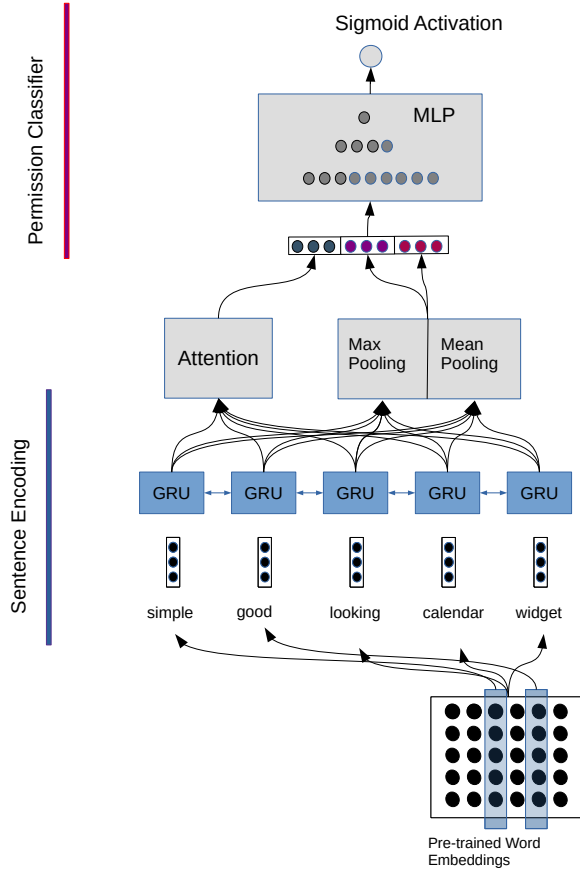 Sigmoid Activation
MLP
Permission Classifier
Attention
Max
Pooling
Mean
Pooling
Sentence Encoding
GRU
GRU
GRU
GRU
GRU
simple
good
looking
calendar
widget
Pre-trained Word
Embeddings